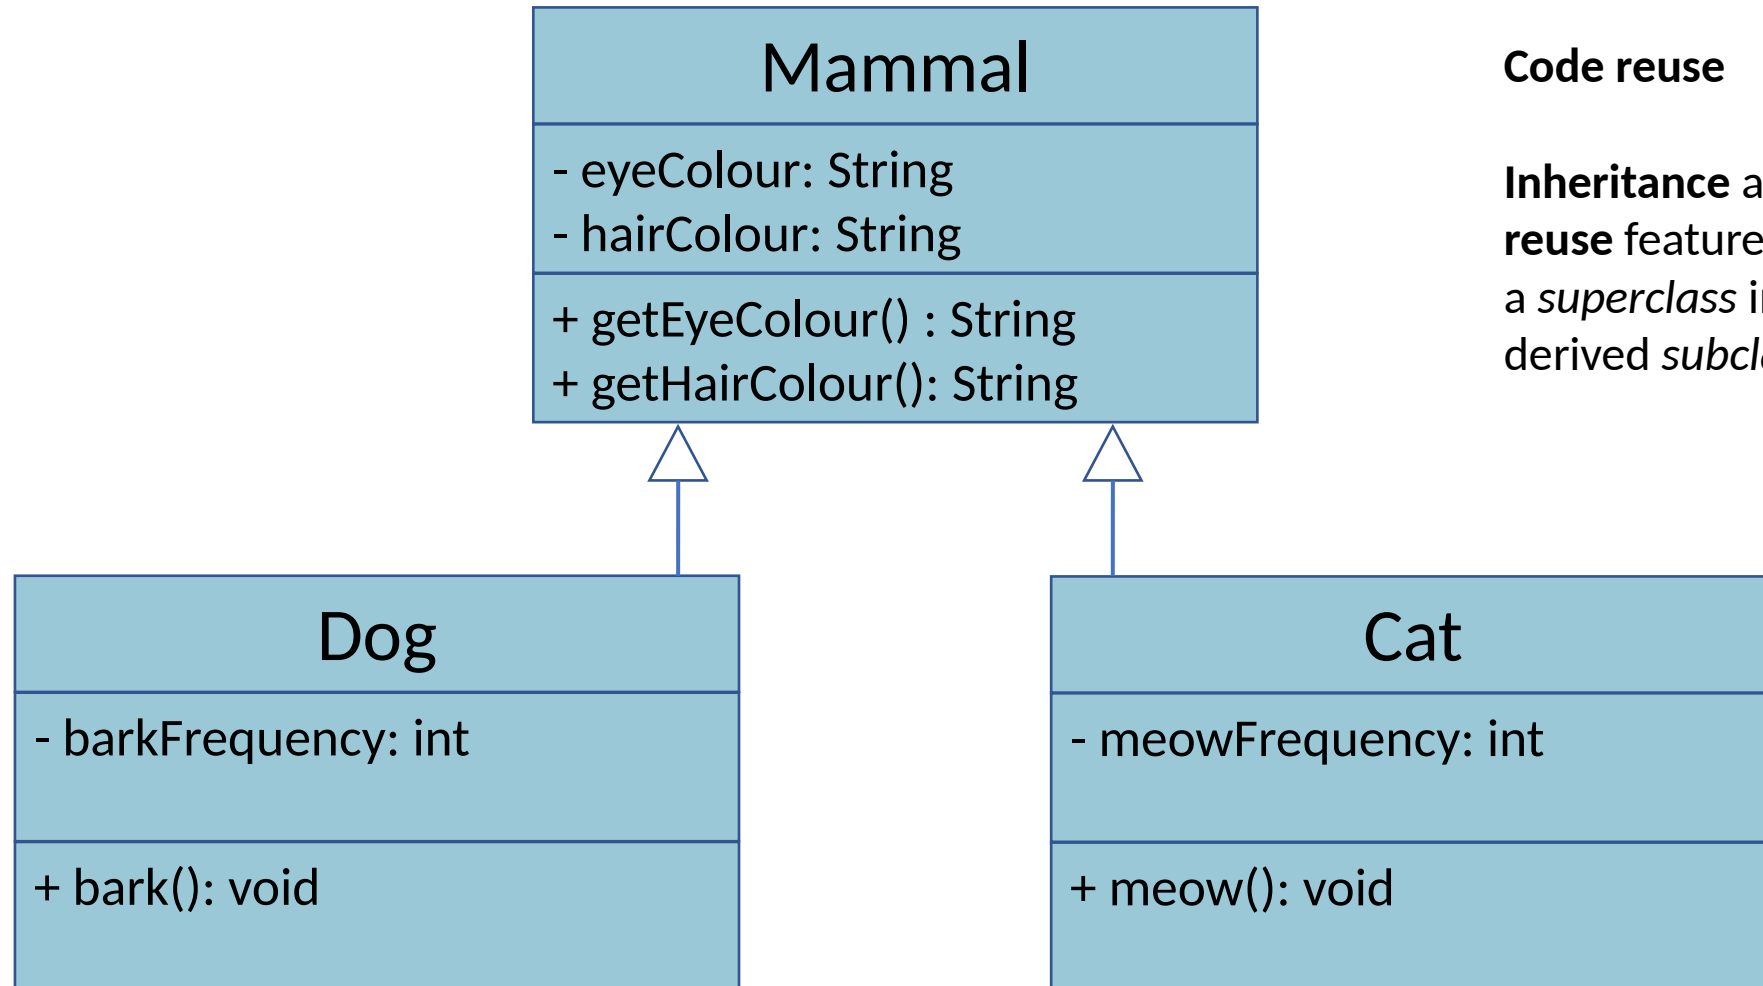 Mammal
- eyeColour: String
- hairColour: String
+ getEyeColour() : String
+ getHairColour(): String
Code reuse
Inheritance
reuse
a superclass
derived
Dog
- barkFrequency: int
+ bark(): void
Cat
- meowFrequency: int
+ meow(): void